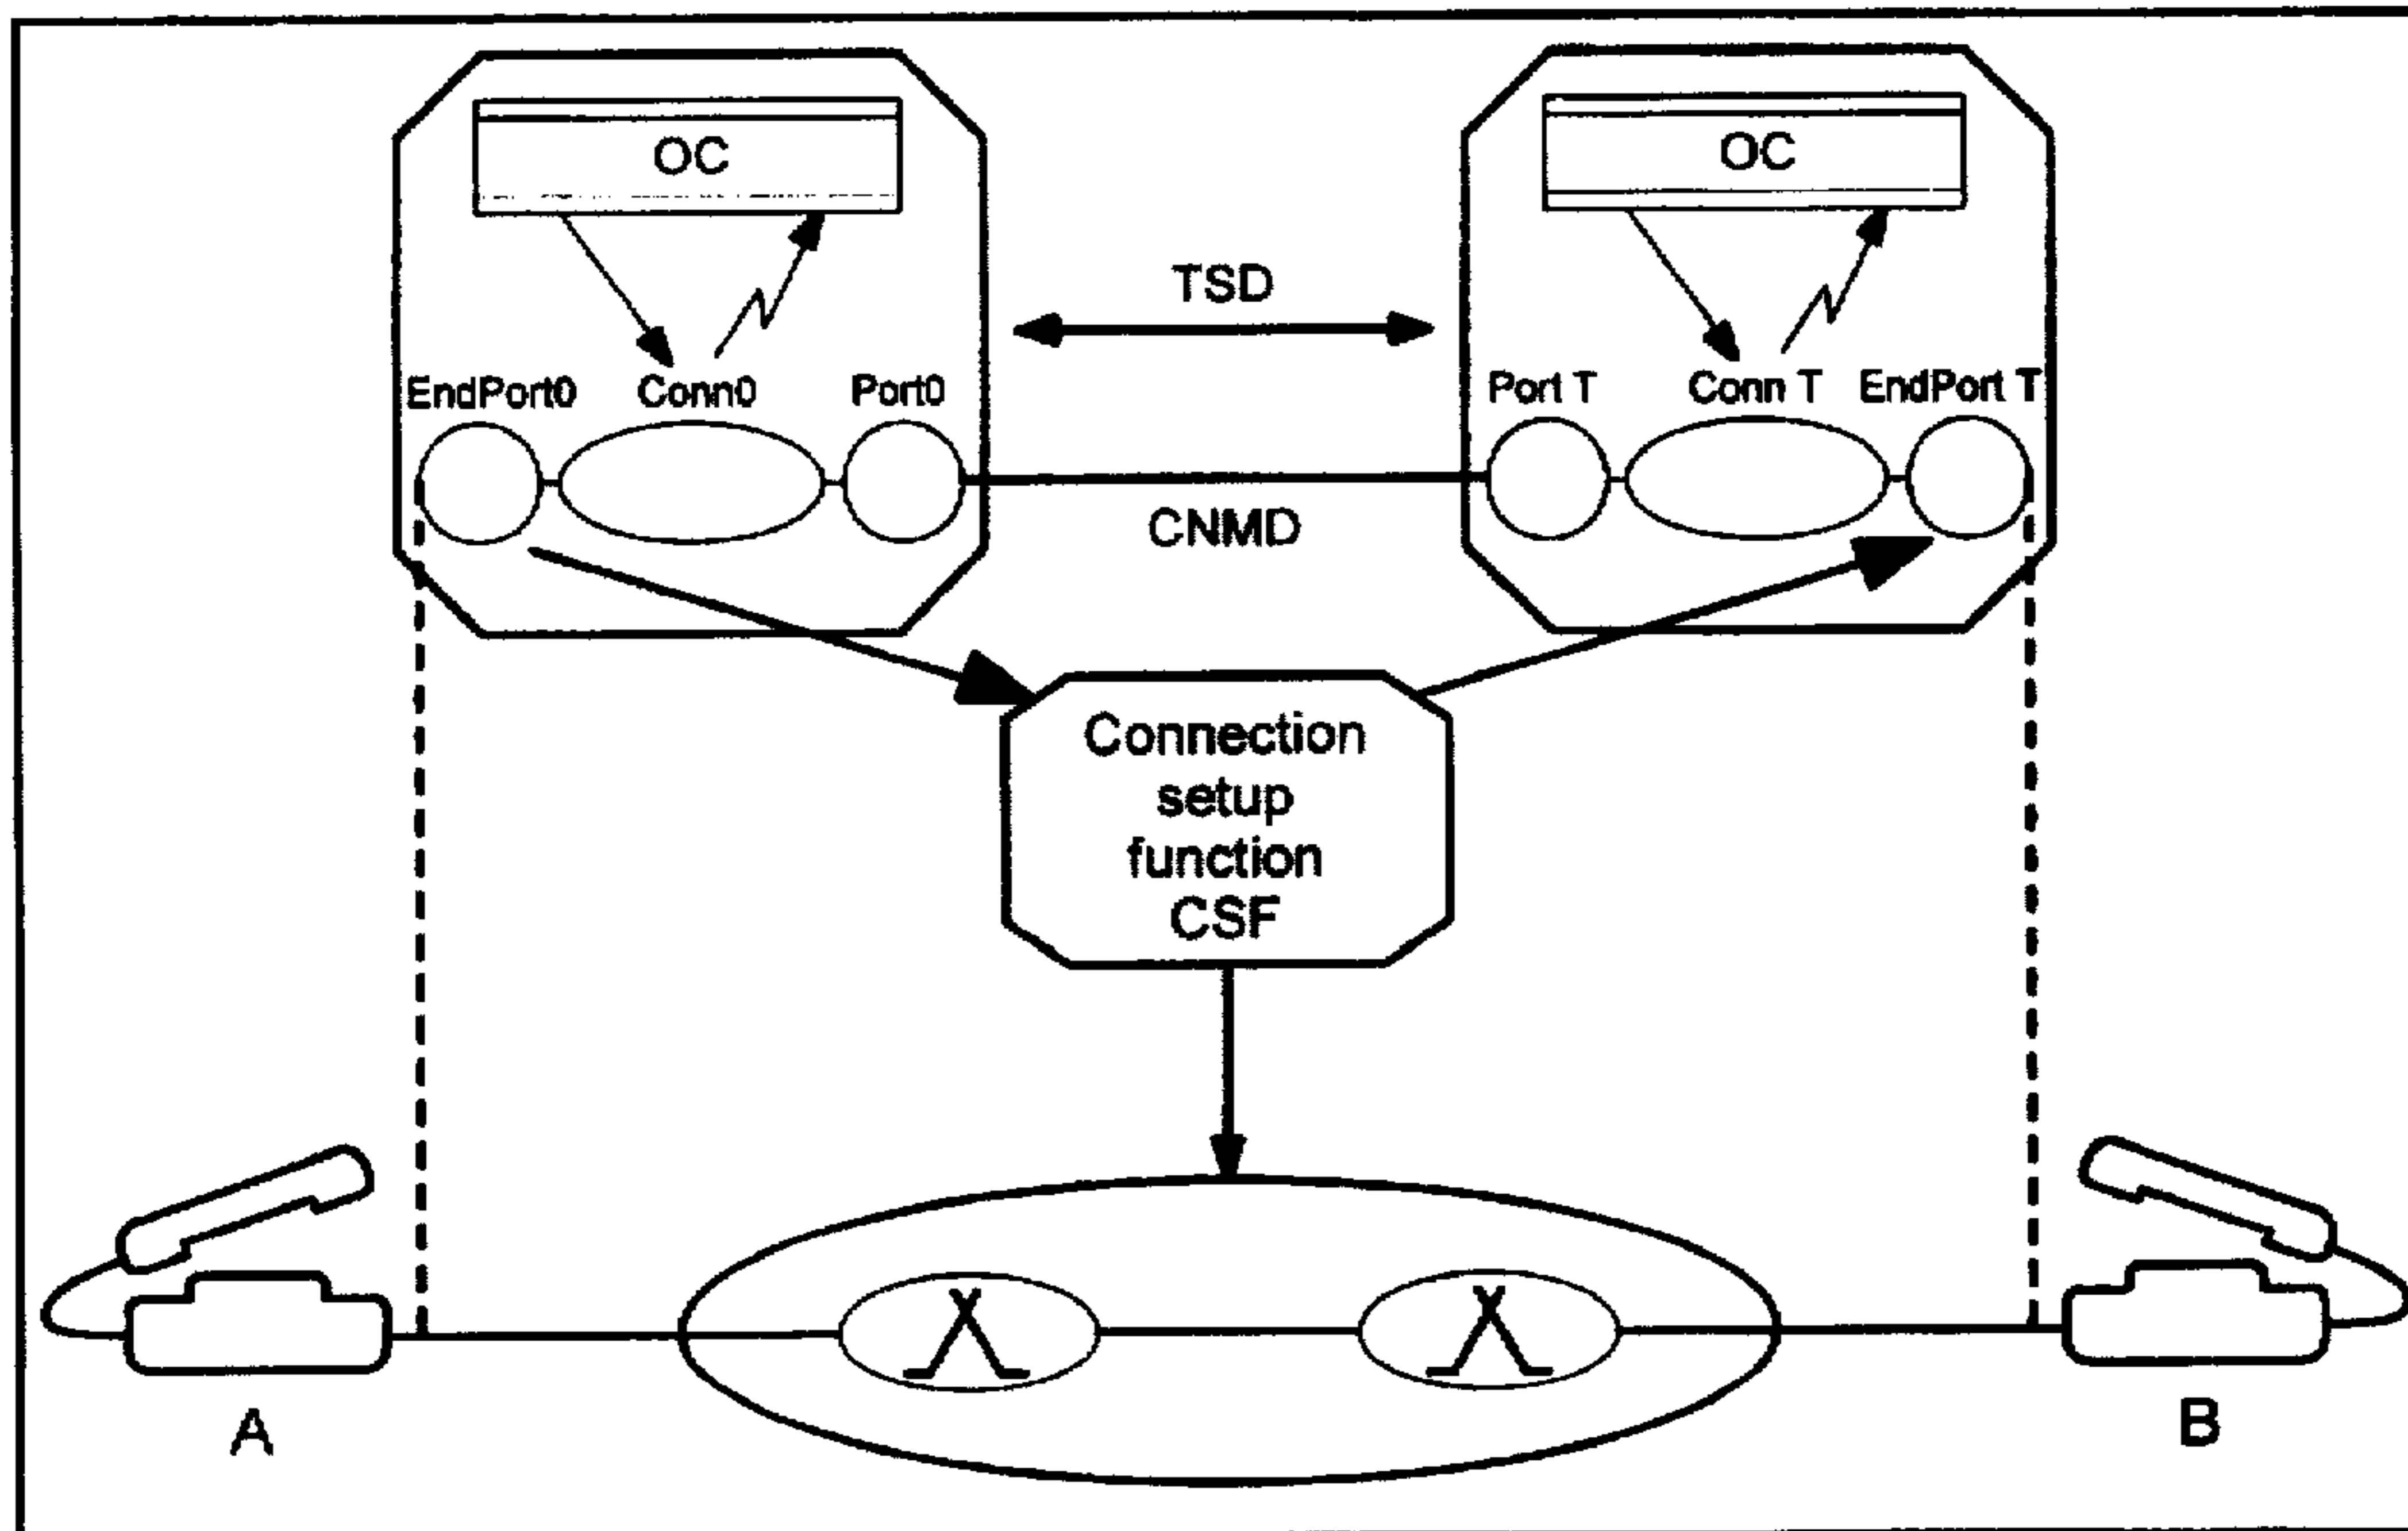 OC
OC
TSD
EndPort0 Conn0 Port0
Port T Conn T EndPort T
CNMD
Connection
setup
function
CSF
A
B